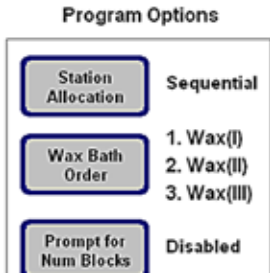 Program Options
Station
Allocation
Sequential
Wax Bath
Order
1. Wax(I)
2. Wax(II)
3. Wax(III)
Prompt for
Num Blocks
Disabled